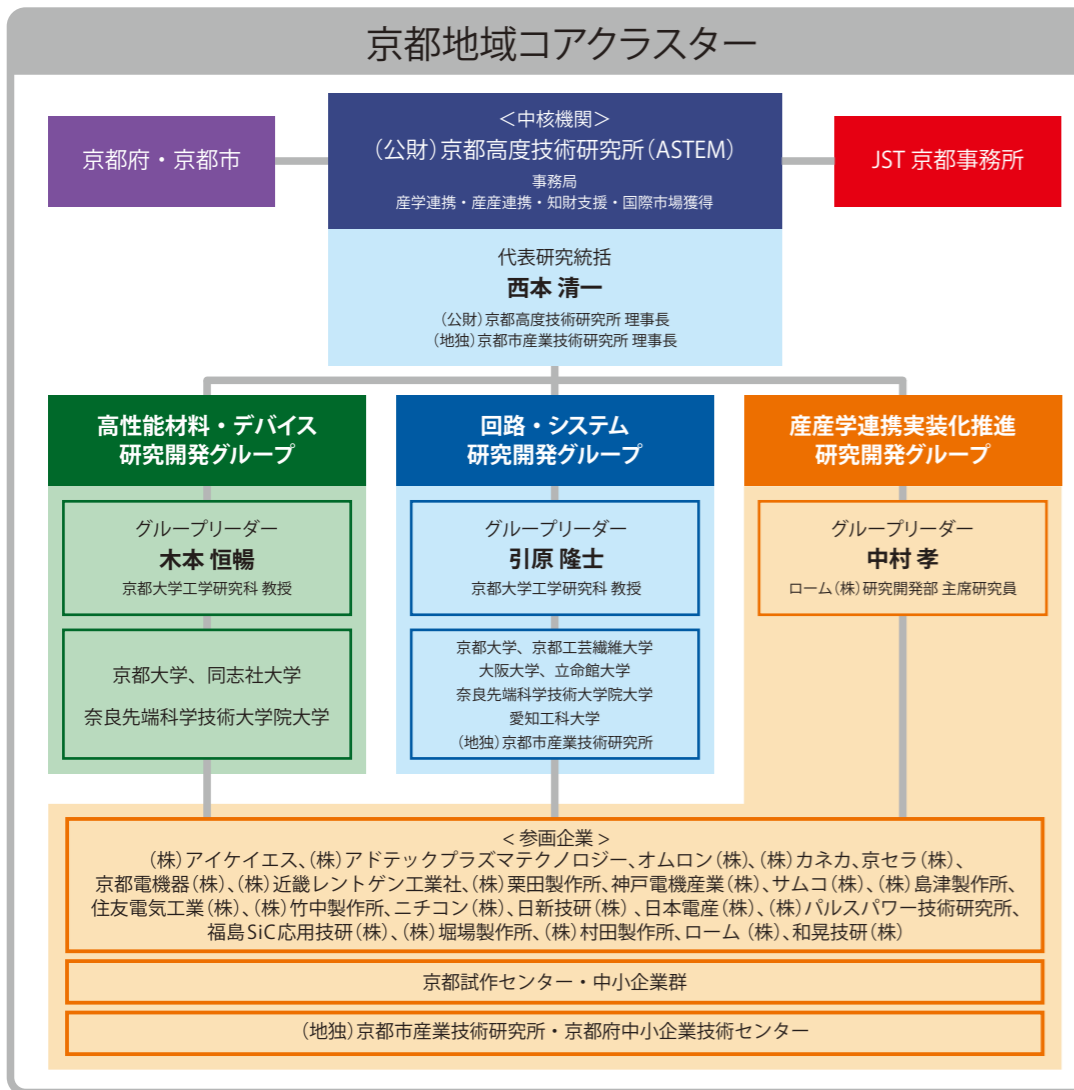 京都地域コアクラスター
京都府・京都市
＜中核機関＞
(公財)京都高度技術研究所(ASTEM)
事務局
産学連携・産産連携・知財支援・国際市場獲得
JST 京都事務所
代表研究統括
西本 清一
(公財)京都高度技術研究所 理事長
(地独)京都市産業技術研究所 理事長
高性能材料・デバイス
研究開発グループ
グループリーダー
木本 恒暢
京都大学工学研究科 教授
京都大学、同志社大学
奈良先端科学技術大学院大学
回路・システム
研究開発グループ
グループリーダー
引原 隆士
京都大学工学研究科 教授
京都大学、京都工芸繊維大学
大阪大学、立命館大学
奈良先端科学技術大学院大学
愛知工科大学
(地独)京都市産業技術研究所
産産学連携実装化推進
研究開発グループ
グループリーダー
中村 孝
ローム(株)研究開発部 主席研究員
＜参画企業＞
(株)アイケイエス、(株)アドテックプラズマテクノロジー、オムロン(株)、(株)カネカ、京セラ(株)、
京都電機器(株)、(株)近畿レントゲン工業社、(株)栗田製作所、神戸電機産業(株)、サムコ(株)、(株)島津製作所、
住友電気工業(株)、(株)竹中製作所、ニチコン(株)、日新技研(株)、日本電産(株)、(株)パルスパワー技術研究所、
福島SiC応用技研(株)、(株)堀場製作所、(株)村田製作所、ローム (株)、和晃技研(株)
京都試作センター・中小企業群
(地独)京都市産業技術研究所・京都府中小企業技術センター